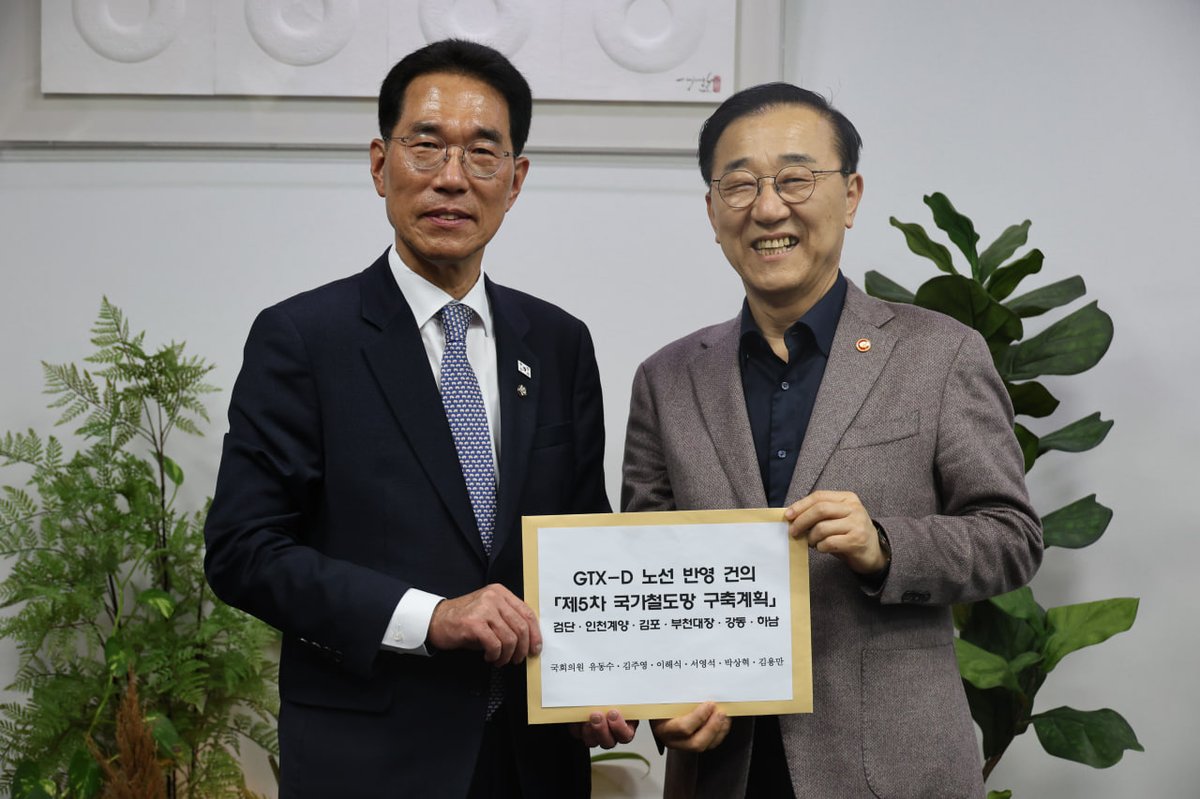 GTX-D 노선 반영 건의
「제5차 국가철도망 구축계획」
검단·인천계양·김포·부천대장·강동·하남
국회의원 유동수·김주영·이해식·서영석·박상혁·김용만